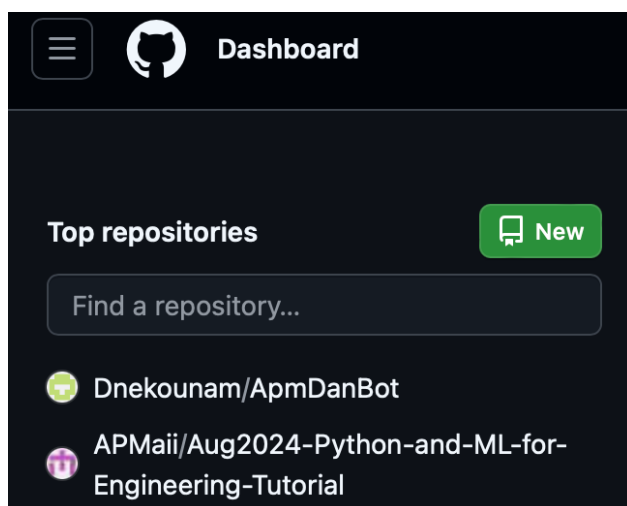 Dashboard
Top repositories
New
Find a repository...
Dnekounam/ApmDanBot
APMaii/Aug2024-Python-and-ML-for-
Engineering-Tutorial